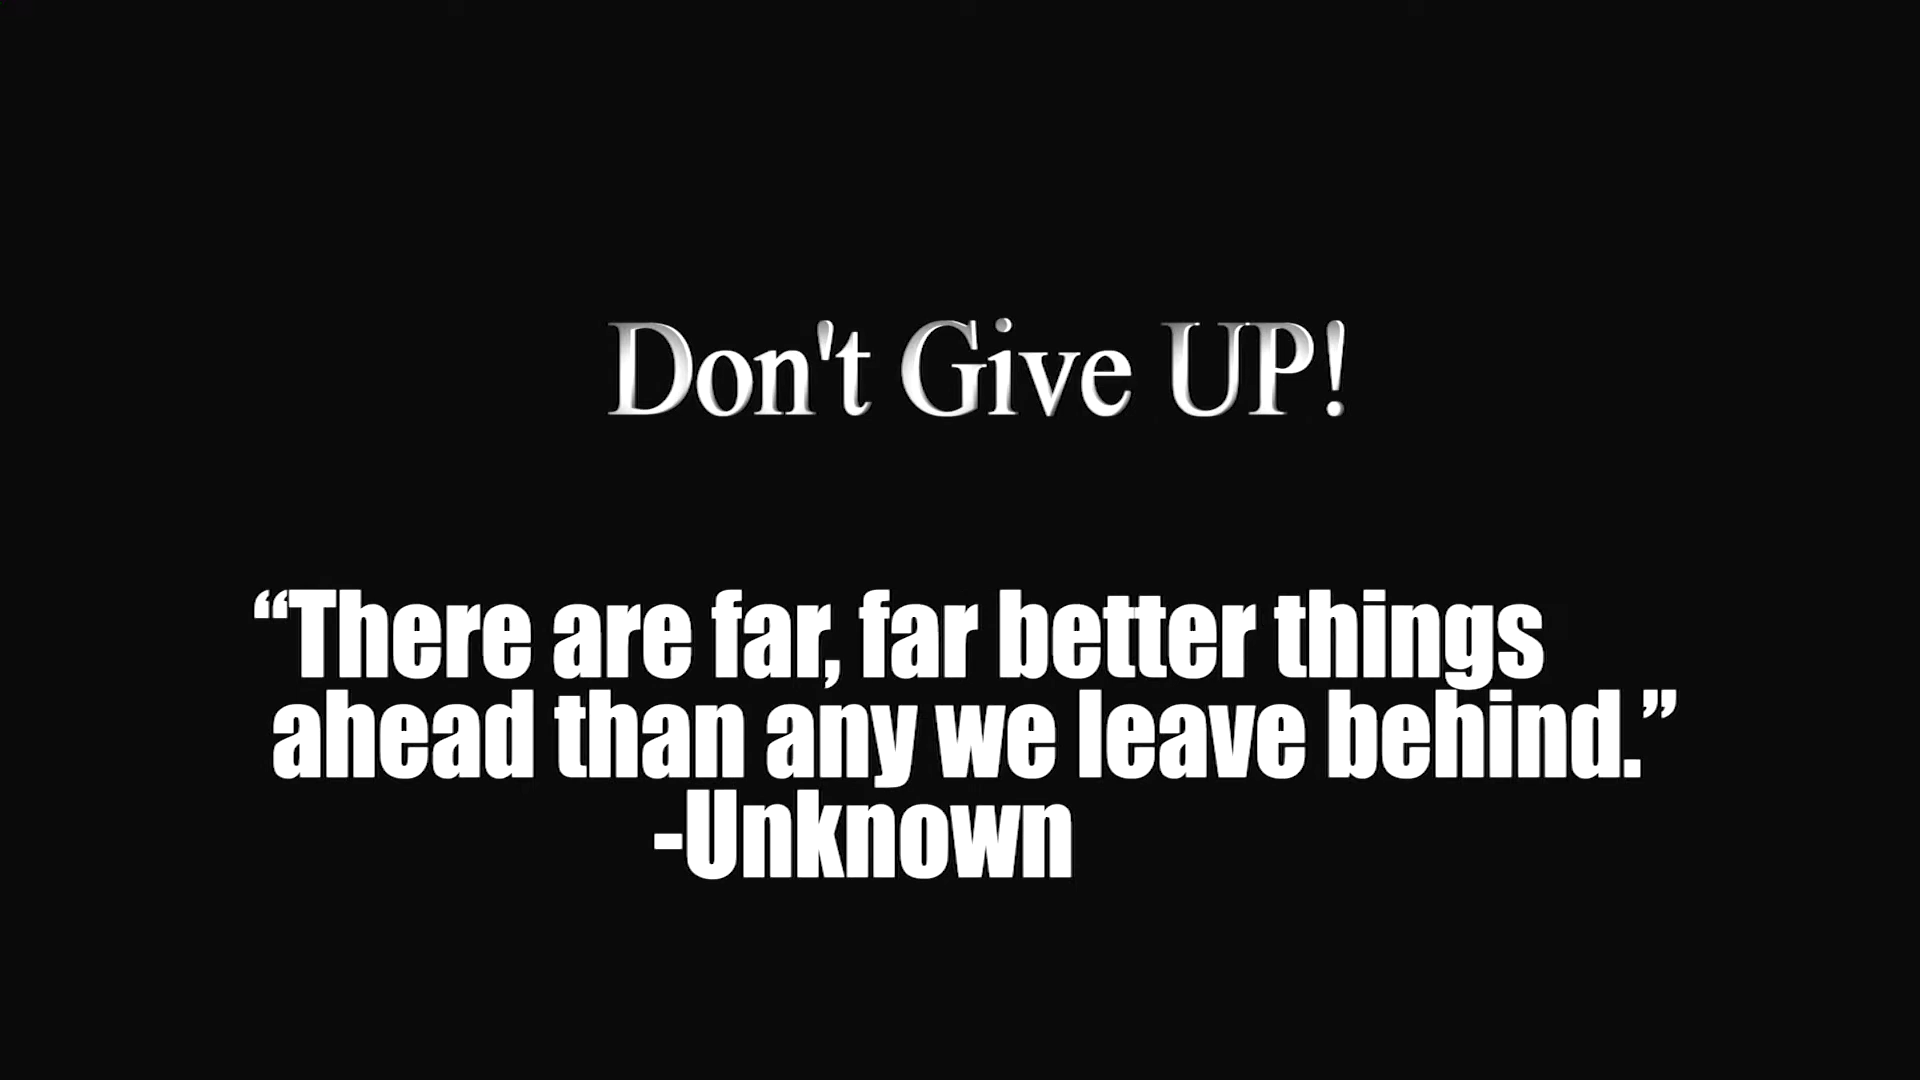 Don't Give UP!
“There are far, far better things
ahead than any we leave behind.”
-Unknown